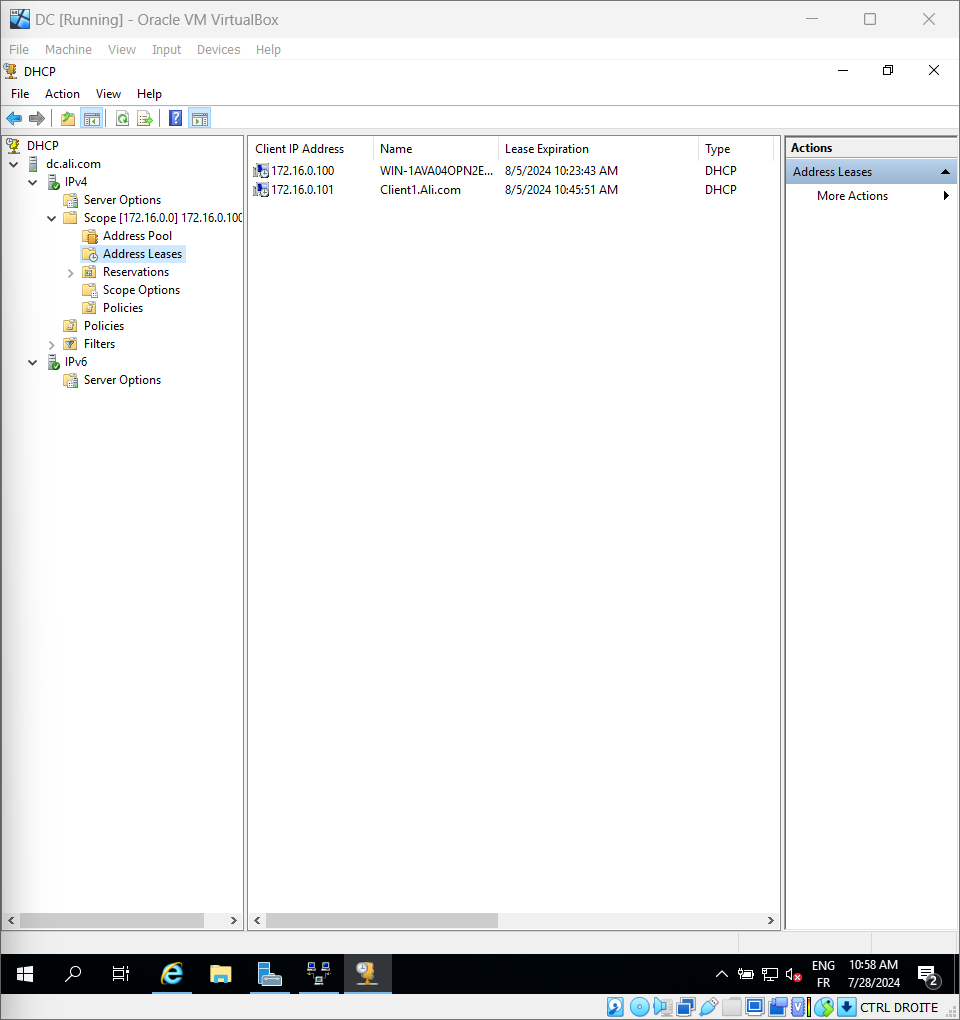 DC [Running] - Oracle VM VirtualBox
File Machine View Input Devices Help
DHCP
File Action View Help
DHCP
dc.ali.com
IPv4
Server Options
Scope [172.16.0.0] 172.16.0.100
Address Pool
Address Leases
Reservations
Scope Options
Policies
Policies
Filters
IPv6
Server Options
Client IP Address Name Lease Expiration Type
172.16.0.100 WIN-1AVA04OPN2E... 8/5/2024 10:23:43 AM DHCP
172.16.0.101 Client1.Ali.com 8/5/2024 10:45:51 AM DHCP
Actions
Address Leases
More Actions
ENG 10:58 AM
FR 7/28/2024 2
CTRL DROITE